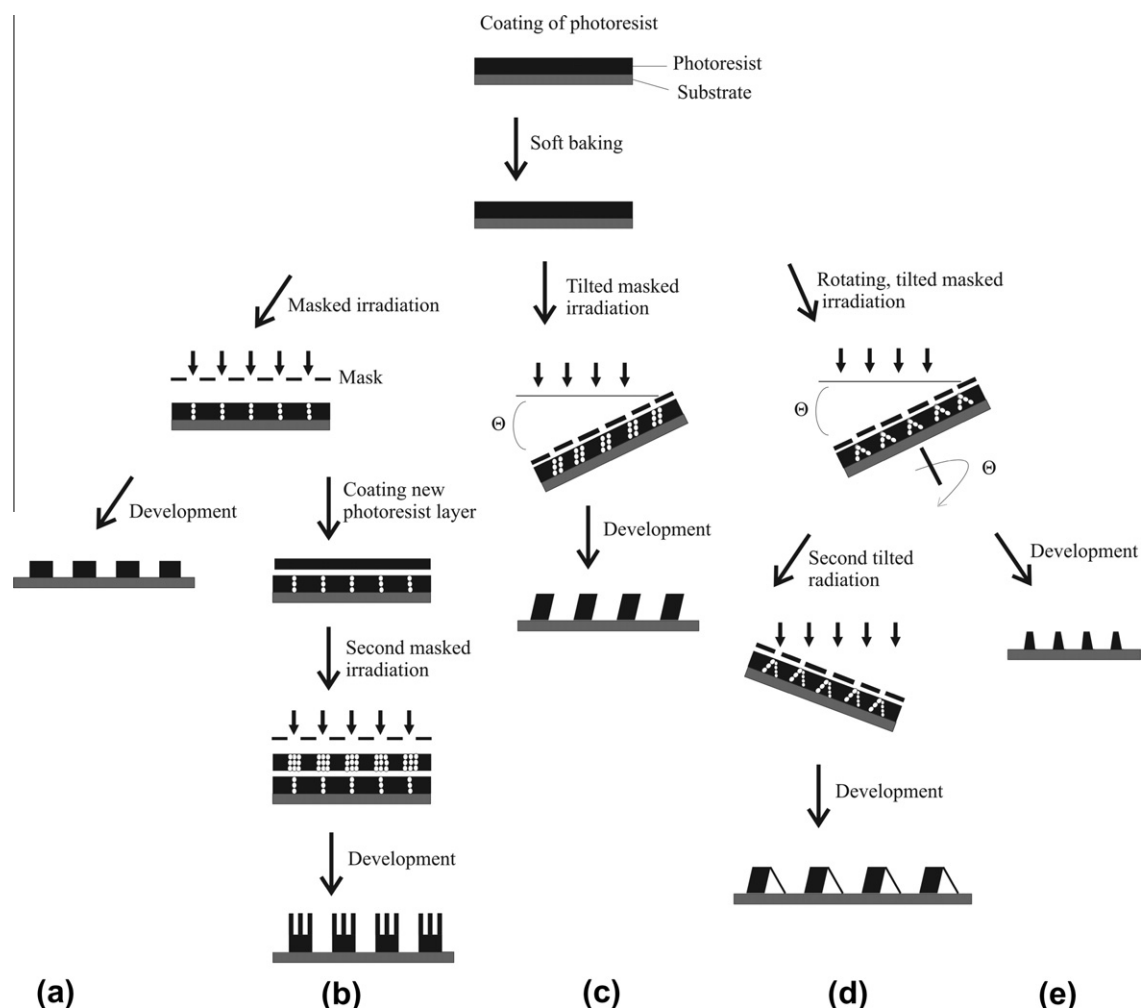 Coating of photoresist
Photoresist
Substrate
Soft baking
Masked irradiation
Tilted masked
irradiation
Rotating, tilted masked
irradiation
Mask
Θ
Θ
Θ
Development
Coating new
photoresist layer
Development
Second tilted
radiation
Development
Second masked
irradiation
Development
Development
(a)
(b)
(c)
(d)
(e)